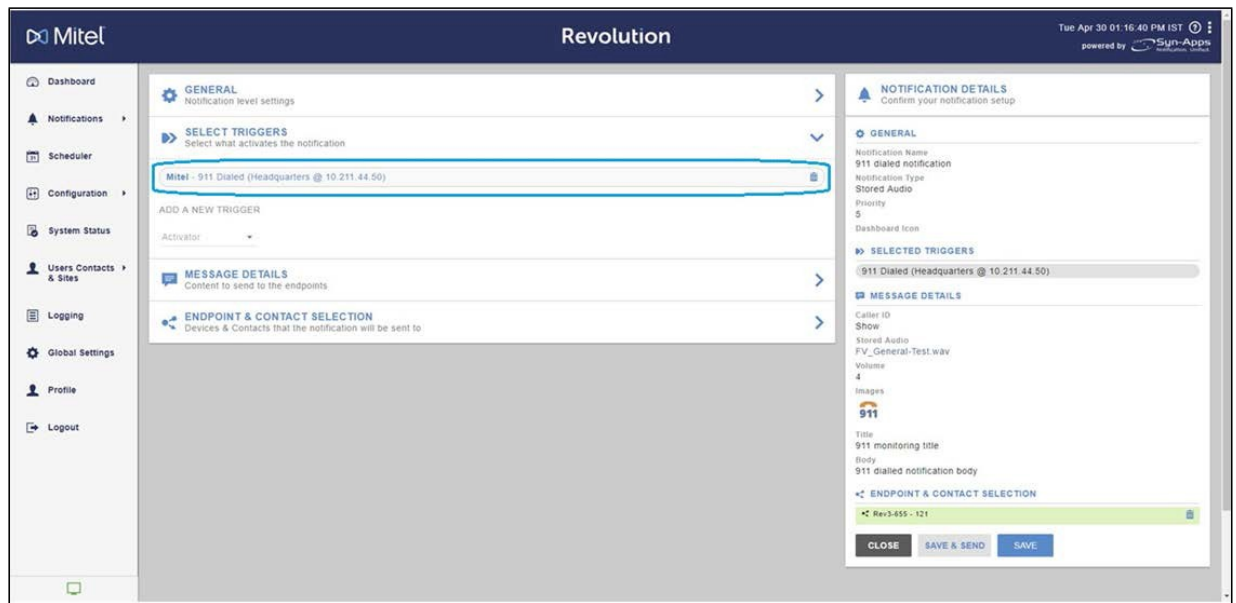 Mitel
Revolution
Tue Apr 30 01:16:40 PM IST
powered by Syn-Apps
Dashboard
Notifications
Scheduler
Configuration
System Status
Users Contacts
& Sites
Logging
Global Settings
Profile
Logout
GENERAL
Notification level settings
SELECT TRIGGERS
Select what activates the notification
Mitel - 911 Dialed (Headquarters @ 10.211.44.50)
ADD A NEW TRIGGER
Activator
MESSAGE DETAILS
Content to send to the endpoints
ENDPOINT & CONTACT SELECTION
Devices & Contacts that the notification will be sent to
NOTIFICATION DETAILS
Confirm your notification setup
GENERAL
Notification Name
911 dialed notification
Notification Type
Stored Audio
Priority
5
Dashboard Icon
SELECTED TRIGGERS
911 Dialed (Headquarters @ 10.211.44.50)
MESSAGE DETAILS
Caller ID
Show
Stored Audio
FV_General-Test.wav
Volume
4
Images
911
Title
911 monitoring title
Body
911 dialled notification body
ENDPOINT & CONTACT SELECTION
Rev3-655 - 121
CLOSE SAVE & SEND SAVE